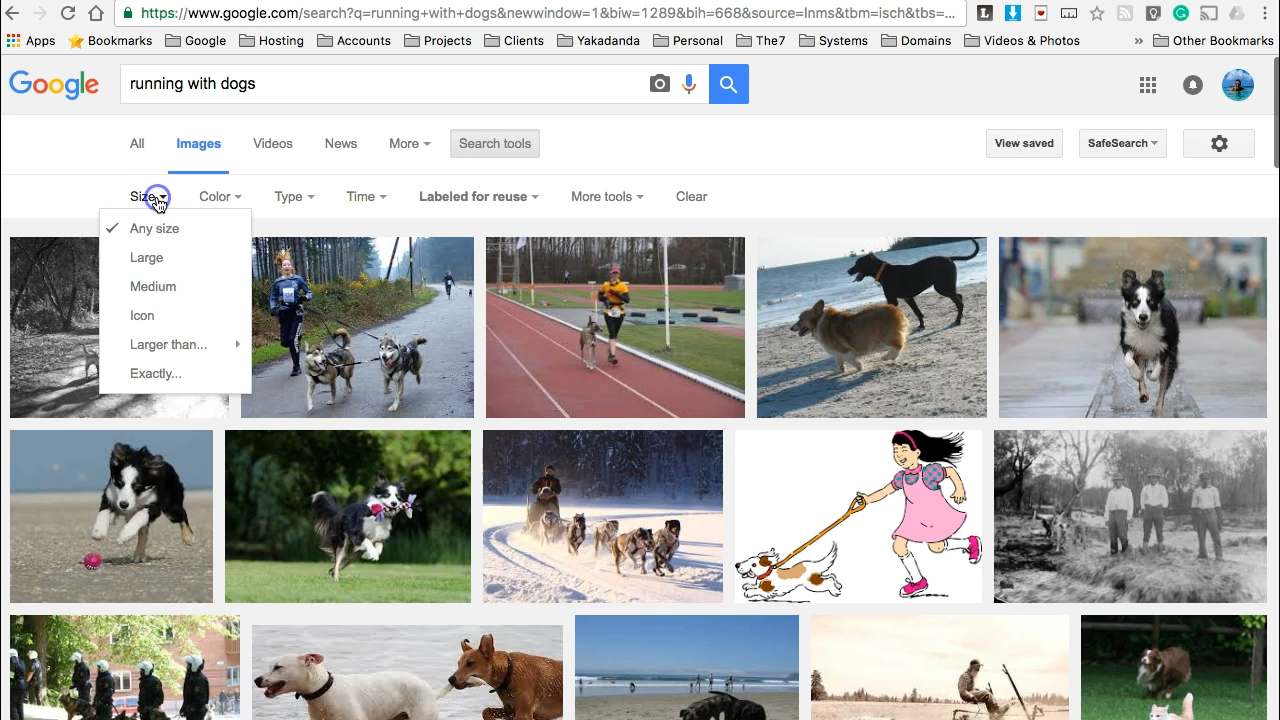 https://www.google.com/search?q=running+with+dogs&newwindow=1&biw=1289&bih=668&source=lnms&tbm=isch&tbs=...
Apps Bookmarks Google Hosting Accounts Projects Clients Yakadanda Personal The7 Systems Domains Videos & Photos » Other Bookmarks
Google running with dogs
All Images Videos News More Search tools View saved SafeSearch
Size Color Type Time Labeled for reuse More tools Clear
Any size
Large
Medium
Icon
Larger than...
Exactly...